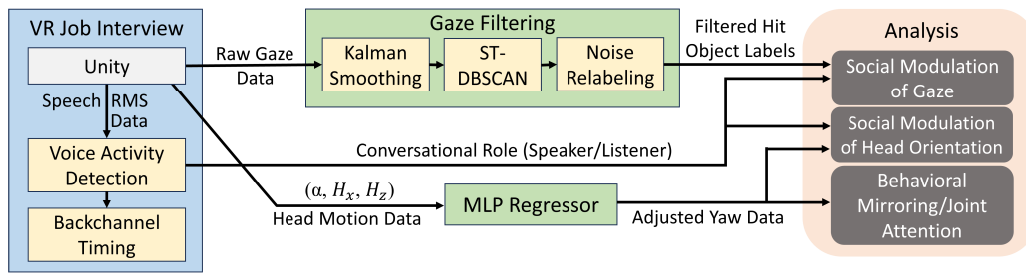 VR Job Interview
Unity
Speech RMS
Data
Voice Activity
Detection
Backchannel
Timing
Raw Gaze
Data
Gaze Filtering
Kalman
Smoothing
ST-
DBSCAN
Noise
Relabeling
Filtered Hit
Object Labels
Conversational Role (Speaker/Listener)
(α, Hₓ, H_z)
Head Motion Data
MLP Regressor
Adjusted Yaw Data
Analysis
Social Modulation
of Gaze
Social Modulation
of Head Orientation
Behavioral
Mirroring/Joint
Attention